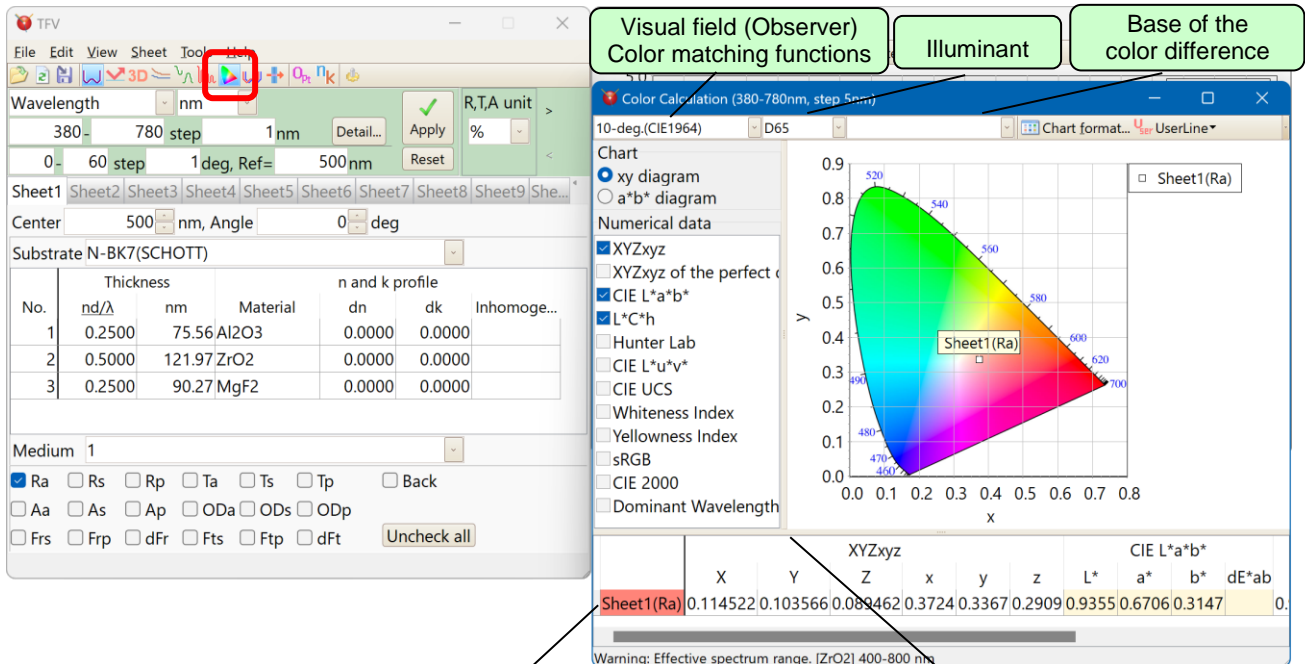 TFV
File Edit View Sheet Tool Help
3D
Opt nK
Wavelength nm
R,T,A unit
380 - 780 step 1 nm Detail... Apply %
0 - 60 step 1 deg, Ref= 500 nm Reset
Sheet1 Sheet2 Sheet3 Sheet4 Sheet5 Sheet6 Sheet7 Sheet8 Sheet9 She...
Center 500 nm, Angle 0 deg
Substrate N-BK7(SCHOTT)
Thickness n and k profile
No. nd/λ nm Material dn dk Inhomoge...
1 0.2500 75.56 Al2O3 0.0000 0.0000
2 0.5000 121.97 ZrO2 0.0000 0.0000
3 0.2500 90.27 MgF2 0.0000 0.0000
Medium 1
Ra Rs Rp Ta Ts Tp Back
Aa As Ap ODa ODs ODp
Frs Frp dFr Fts Ftp dFt Uncheck all
Visual field (Observer)
Color matching functions
Illuminant
Base of the
color difference
5.0
Color Calculation (380-780nm, step 5nm)
10-deg.(CIE1964) D65 Chart format... User UserLine
Chart
xy diagram
a*b* diagram
Numerical data
XYZxyz
XYZxyz of the perfect
CIE L*a*b*
L*C*h
Hunter Lab
CIE L*u*v*
CIE UCS
Whiteness Index
Yellowness Index
sRGB
CIE 2000
Dominant Wavelength
Sheet1(Ra)
0.9
0.8
0.7
0.6
0.5
0.4
0.3
0.2
0.1
0.0
y
520
540
560
580
600
620
700
490
480
470
460
Sheet1(Ra)
0.0 0.1 0.2 0.3 0.4 0.5 0.6 0.7 0.8
x
XYZxyz CIE L*a*b*
X Y Z x y z L* a* b* dE*ab
Sheet1(Ra) 0.114522 0.103566 0.089462 0.3724 0.3367 0.2909 0.9355 0.6706 0.3147 0.
Warning: Effective spectrum range. [ZrO2] 400-800 nm